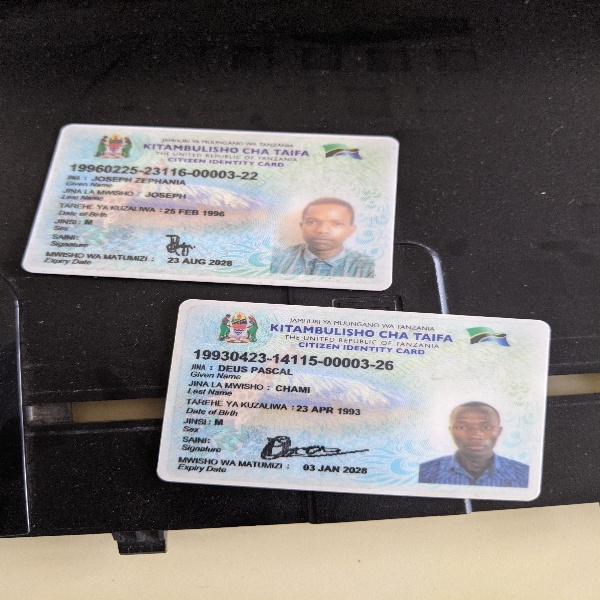 JAMHURI YA MUUNGANO WA TANZANIA
KITAMBULISHO CHA TAIFA
THE UNITED REPUBLIC OF TANZANIA
CITIZEN IDENTITY CARD
19960225-23116-00003-22
JINA : JOSEPH ZEPHANIA
Given Name
JINA LA MWISHO : JOSEPH
Last Name
TAREHE YA KUZALIWA : 25 FEB 1996
Date of Birth
JINSI : M
Sex
SAINI:
Signature
MWISHO WA MATUMIZI : 23 AUG 2028
Expiry Date
JAMHURI YA MUUNGANO WA TANZANIA
KITAMBULISHO CHA TAIFA
THE UNITED REPUBLIC OF TANZANIA
CITIZEN IDENTITY CARD
19930423-14115-00003-26
JINA : DEUS PASCAL
Given Name
JINA LA MWISHO : CHAMI
Last Name
TAREHE YA KUZALIWA : 23 APR 1993
Date of Birth
JINSI : M
Sex
SAINI:
Signature
MWISHO WA MATUMIZI : 03 JAN 2028
Expiry Date